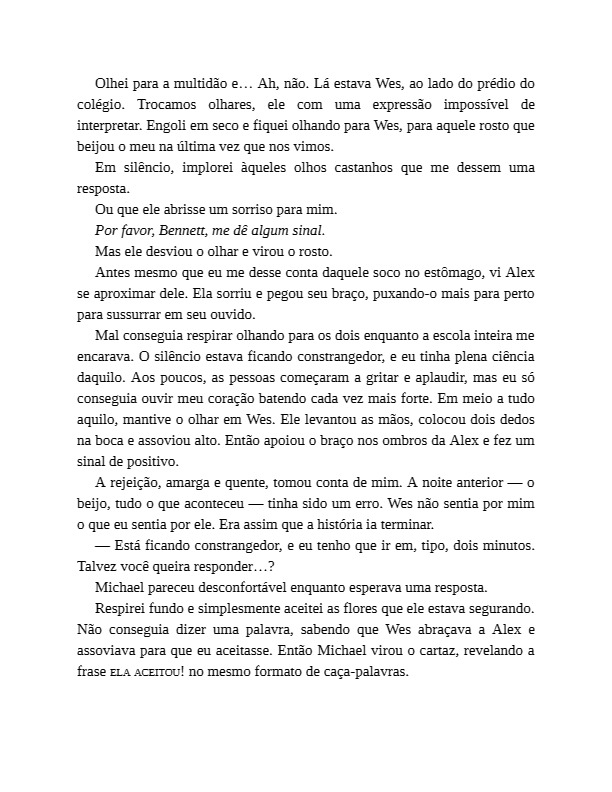 Olhei para a multidão e… Ah, não. Lá estava Wes, ao lado do prédio do
colégio. Trocamos olhares, ele com uma expressão impossível de
interpretar. Engoli em seco e fiquei olhando para Wes, para aquele rosto que
beijou o meu na última vez que nos vimos.
Em silêncio, implorei àqueles olhos castanhos que me dessem uma
resposta.
Ou que ele abrisse um sorriso para mim.
Por favor, Bennett, me dê algum sinal.
Mas ele desviou o olhar e virou o rosto.
Antes mesmo que eu me desse conta daquele soco no estômago, vi Alex
se aproximar dele. Ela sorriu e pegou seu braço, puxando-o mais para perto
para sussurrar em seu ouvido.
Mal conseguia respirar olhando para os dois enquanto a escola inteira me
encarava. O silêncio estava ficando constrangedor, e eu tinha plena ciência
daquilo. Aos poucos, as pessoas começaram a gritar e aplaudir, mas eu só
conseguia ouvir meu coração batendo cada vez mais forte. Em meio a tudo
aquilo, mantive o olhar em Wes. Ele levantou as mãos, colocou dois dedos
na boca e assoviou alto. Então apoiou o braço nos ombros da Alex e fez um
sinal de positivo.
A rejeição, amarga e quente, tomou conta de mim. A noite anterior — o
beijo, tudo o que aconteceu — tinha sido um erro. Wes não sentia por mim
o que eu sentia por ele. Era assim que a história ia terminar.
— Está ficando constrangedor, e eu tenho que ir em, tipo, dois minutos.
Talvez você queira responder…?
Michael pareceu desconfortável enquanto esperava uma resposta.
Respirei fundo e simplesmente aceitei as flores que ele estava segurando.
Não conseguia dizer uma palavra, sabendo que Wes abraçava a Alex e
assoviava para que eu aceitasse. Então Michael virou o cartaz, revelando a
frase ELA ACEITOU! no mesmo formato de caça-palavras.